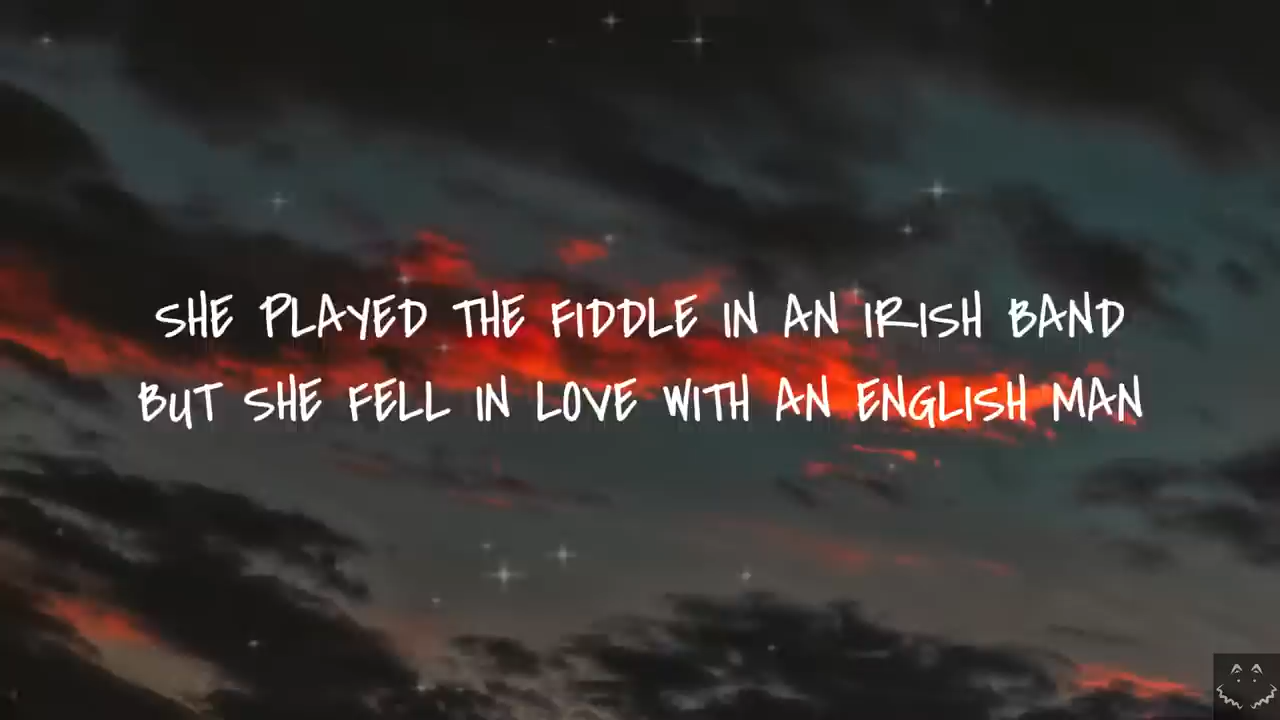 SHE PLAYED THE FIDDLE IN AN IRISH BAND
BUT SHE FELL IN LOVE WITH AN ENGLISH MAN